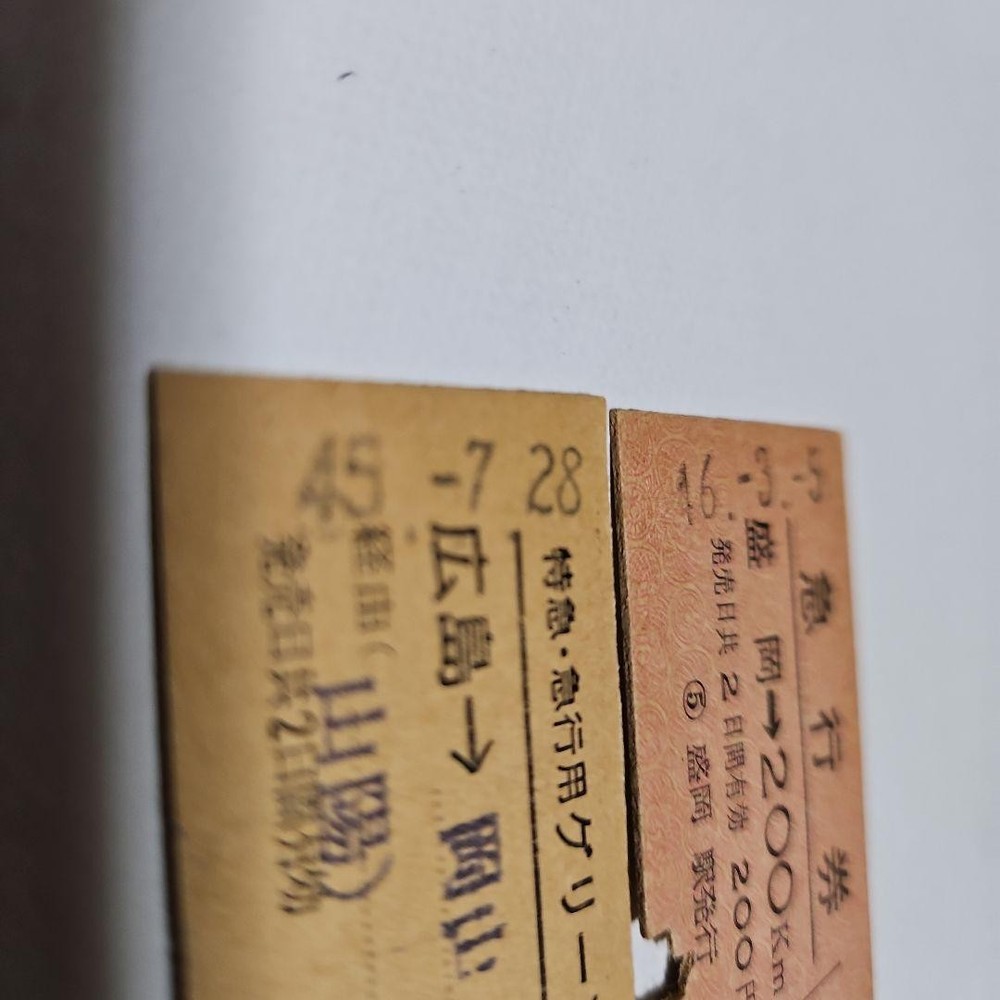 28
特急・急行用グリー
-7
広島→岡山
45
経由(山陽)
発売日共2日間有効
急行券
盛岡→200Km
発売日共2日間有効 200円
⑤ 盛岡 駅発行